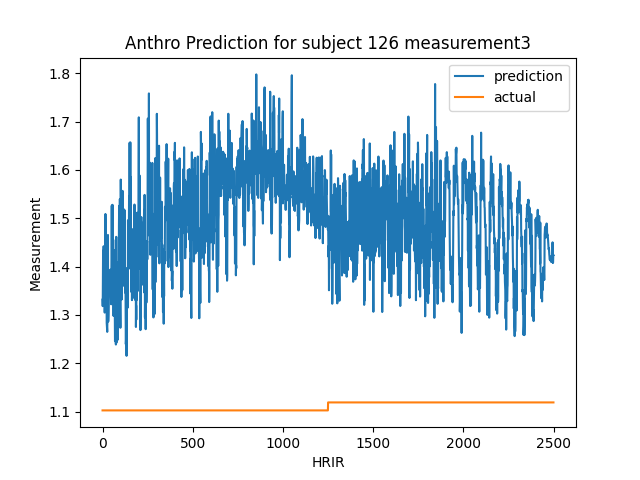 Anthro Prediction for subject 126 measurement3
prediction
actual
Measurement
1.8
1.7
1.6
1.5
1.4
1.3
1.2
1.1
0
500
1000
1500
2000
2500
HRIR